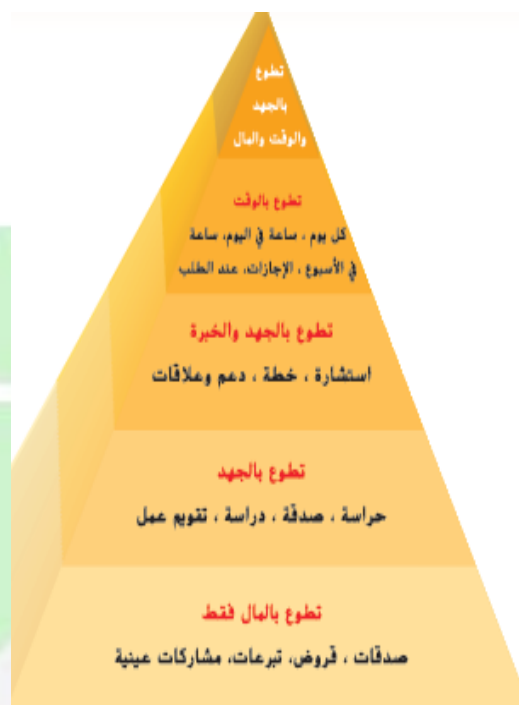 تطوع
بالجهد
والوقت والمال
تطوع بالوقت
كل يوم ، ساعة في اليوم، ساعة
في الأسبوع ، الإجازات، عند الطلب
تطوع بالجهد والخبرة
استشارة ، خطة ، دعم وعلاقات
تطوع بالجهد
حراسة ، صدقة ، دراسة ، تقويم عمل
تطوع بالمال فقط
صدقات ، قروض، تبرعات، مشاركات عينية